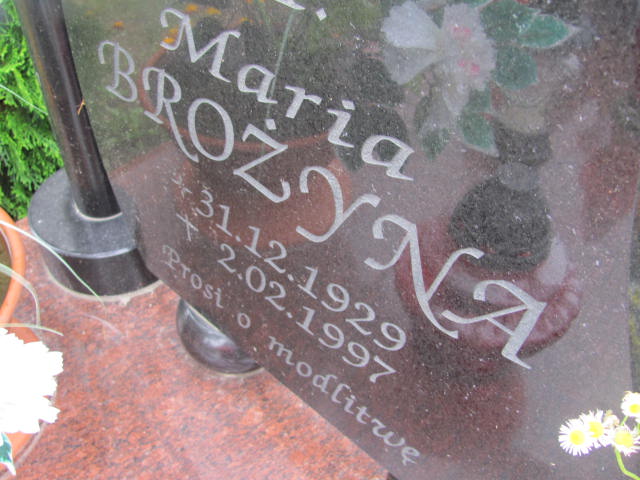 Maria
BROŻYNA
* 31.12.1929
† 2.02.1997
Prosi o modlitwę